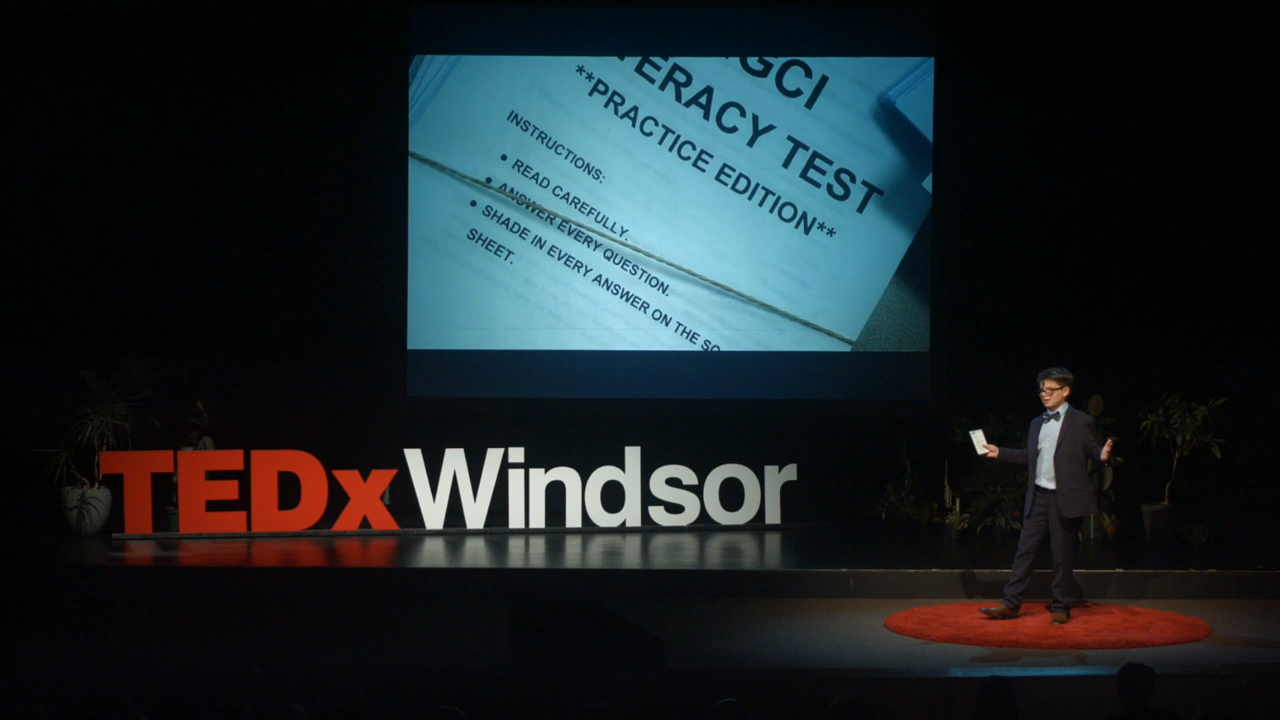 GCI
ERACY TEST
**PRACTICE EDITION**
INSTRUCTIONS:
• READ CAREFULLY.
• ANSWER EVERY QUESTION.
• SHADE IN EVERY ANSWER ON THE
SHEET.
TEDxWindsor